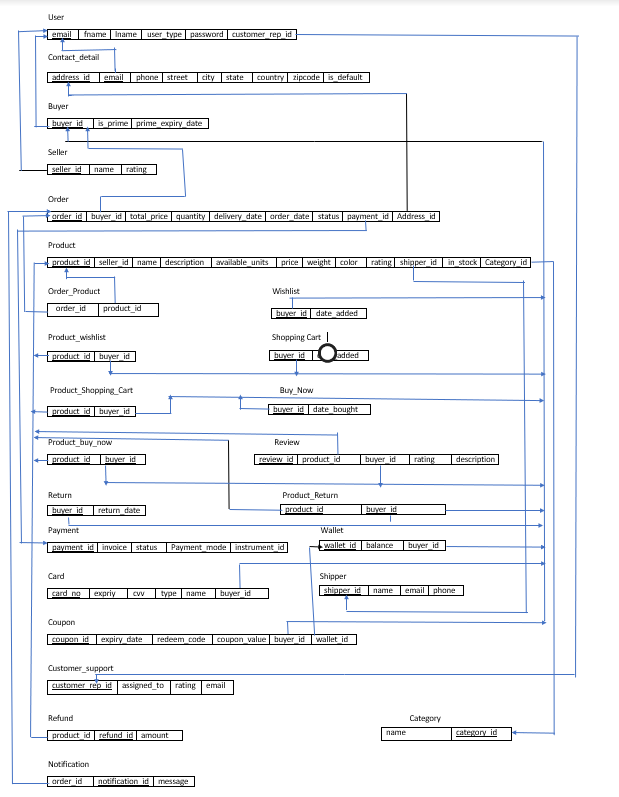 User
email fname lname user_type password customer_rep_id
Contact_detail
address_id email phone street city state country zipcode is_default
Buyer
buyer_id is_prime prime_expiry_date
Seller
seller_id name rating
Order
order_id buyer_id total_price quantity delivery_date order_date status payment_id Address_id
Product
product_id seller_id name description available_units price weight color rating shipper_id in_stock Category_id
Order_Product Wishlist
order_id product_id
buyer_id date_added
Product_wishlist Shopping Cart
product_id buyer_id buyer_id added
Product_Shopping_Cart Buy_Now
product_id buyer_id buyer_id date_bought
Product_buy_now Review
product_id buyer_id review_id product_id buyer_id rating description
Return Product_Return
buyer_id return_date product_id buyer_id
Payment Wallet
payment_id invoice status Payment_mode instrument_id wallet_id balance buyer_id
Card Shipper
card_no expriy cvv type name buyer_id shipper_id name email phone
Coupon
coupon_id expiry_date redeem_code coupon_value buyer_id wallet_id
Customer_support
customer_rep_id assigned_to rating email
Refund Category
product_id refund_id amount name category_id
Notification
order_id notification_id message